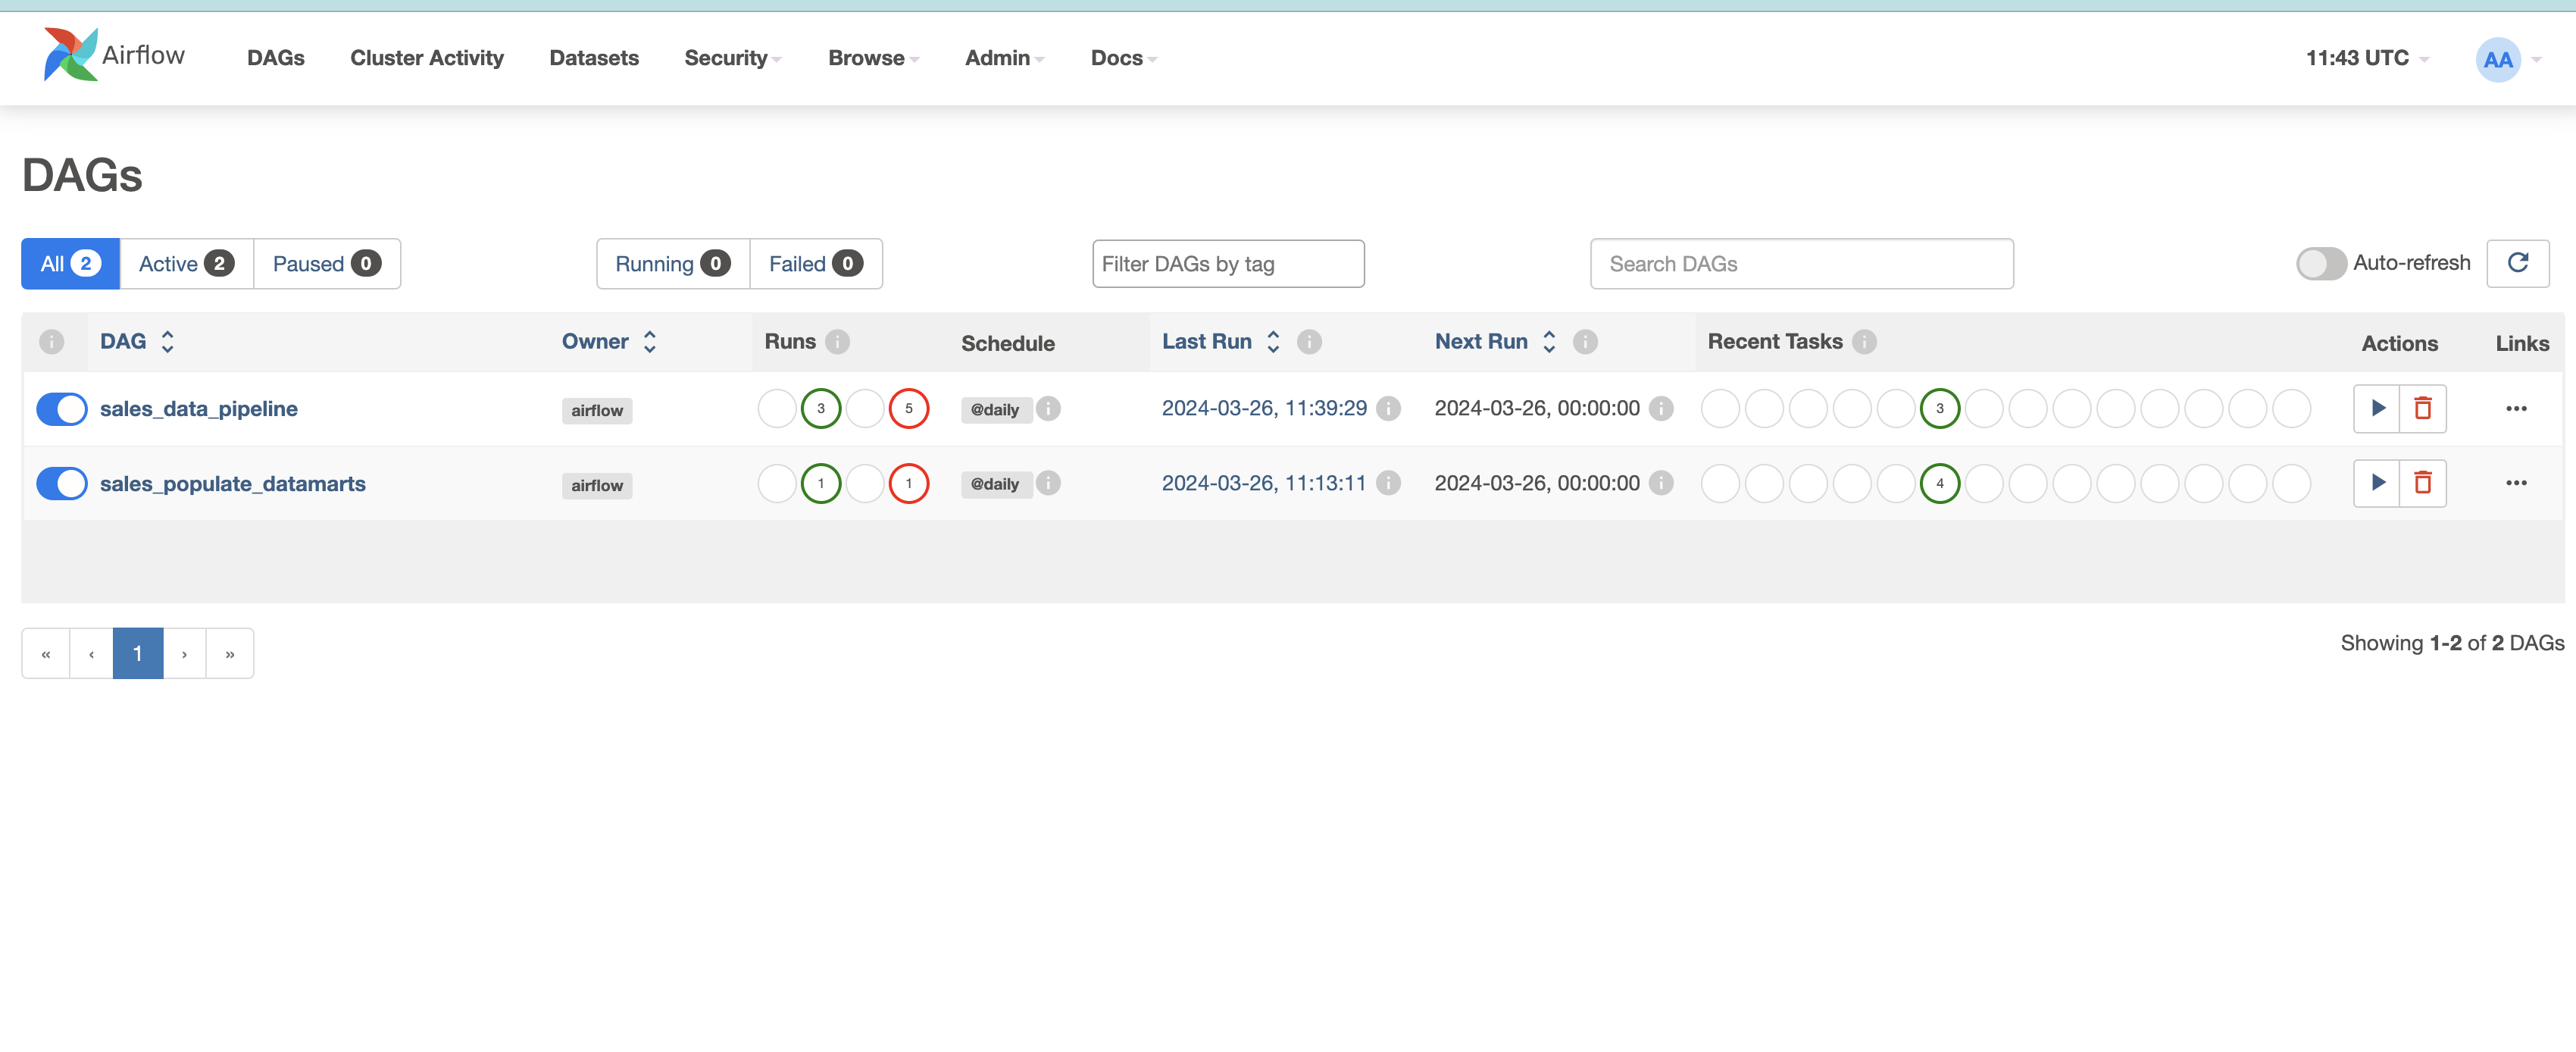 Airflow DAGs Cluster Activity Datasets Security Browse Admin Docs 11:43 UTC AA
DAGs
All 2 Active 2 Paused 0 Running 0 Failed 0 Filter DAGs by tag Search DAGs Auto-refresh
i DAG Owner Runs i Schedule Last Run i Next Run i Recent Tasks i Actions Links
sales_data_pipeline airflow 3 5 @daily i 2024-03-26, 11:39:29 i 2024-03-26, 00:00:00 i 3 ...
sales_populate_datamarts airflow 1 1 @daily i 2024-03-26, 11:13:11 i 2024-03-26, 00:00:00 i 4 ...
« ‹ 1 › » Showing 1-2 of 2 DAGs